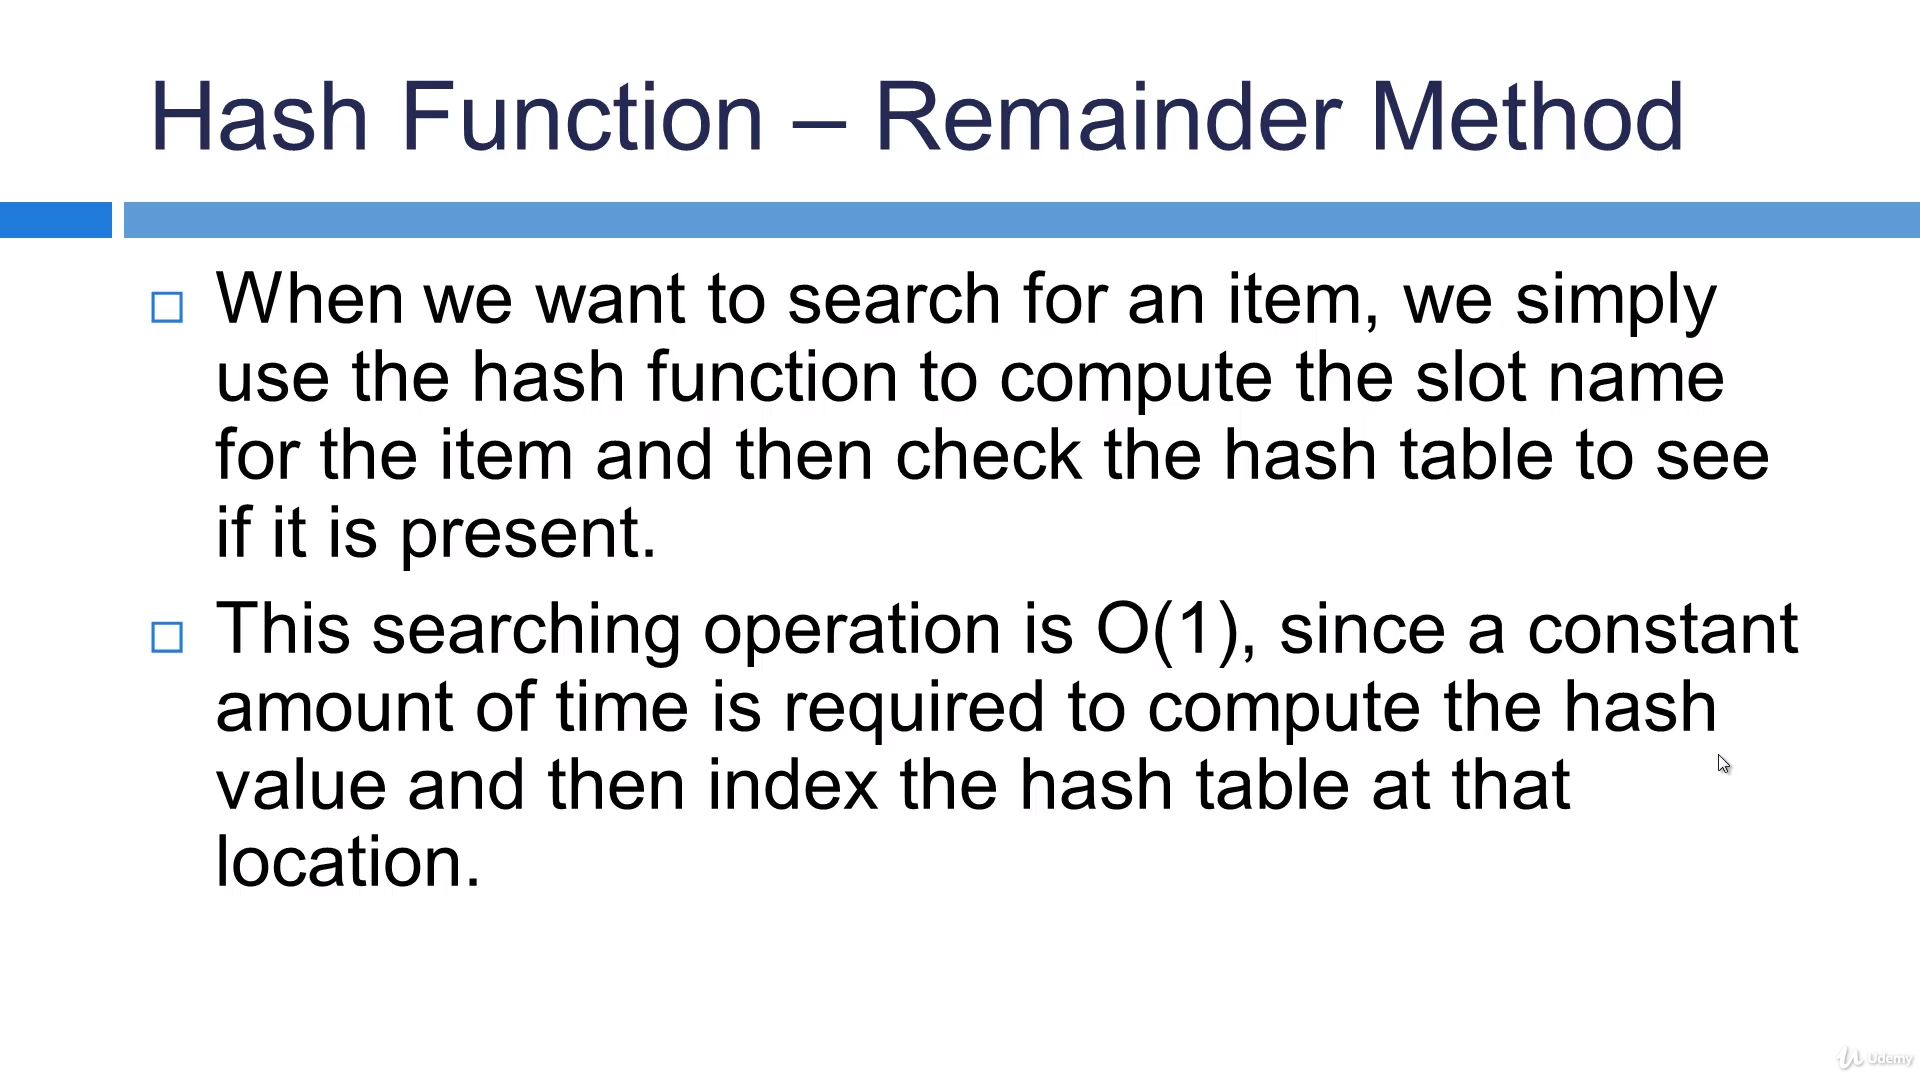 Hash Function – Remainder Method
When we want to search for an item, we simply
use the hash function to compute the slot name
for the item and then check the hash table to see
if it is present.
This searching operation is O(1), since a constant
amount of time is required to compute the hash
value and then index the hash table at that
location.
Udemy